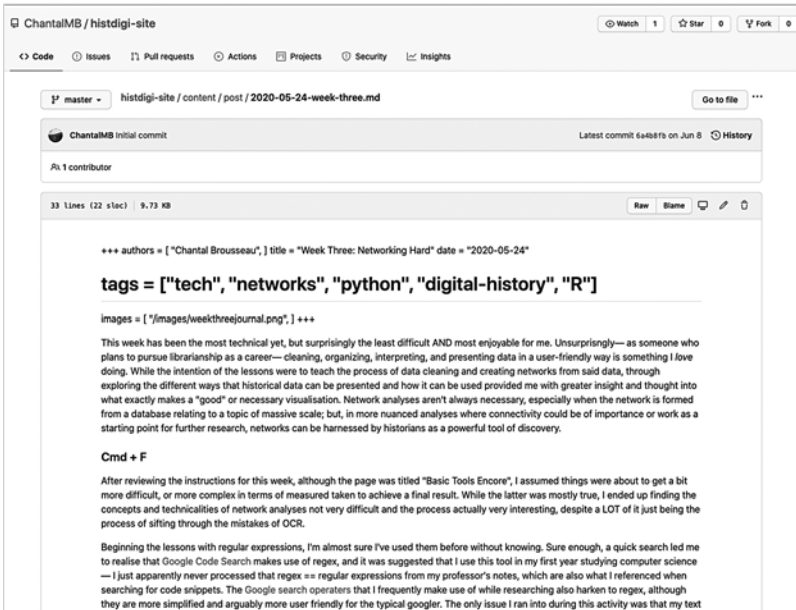 ChantalMB / histdigi-site
Watch 1 Star 0 Fork 0
Code Issues Pull requests Actions Projects Security Insights
master histdigi-site / content / post / 2020-05-24-week-three.md Go to file ...
ChantalMB Initial commit Latest commit 6a4b8fb on Jun 8 History
1 contributor
33 lines (22 sloc) 9.73 KB Raw Blame
+++ authors = [ "Chantal Brousseau", ] title = "Week Three: Networking Hard" date = "2020-05-24"
tags = ["tech", "networks", "python", "digital-history", "R"]
images = [ "/images/weekthreejournal.png", ] +++
This week has been the most technical yet, but surprisingly the least difficult AND most enjoyable for me. Unsurprisngly— as someone who
plans to pursue librarianship as a career— cleaning, organizing, interpreting, and presenting data in a user-friendly way is something I love
doing. While the intention of the lessons were to teach the process of data cleaning and creating networks from said data, through
exploring the different ways that historical data can be presented and how it can be used provided me with greater insight and thought into
what exactly makes a "good" or necessary visualisation. Network analyses aren't always necessary, especially when the network is formed
from a database relating to a topic of massive scale; but, in more nuanced analyses where connectivity could be of importance or work as a
starting point for further research, networks can be harnessed by historians as a powerful tool of discovery.
Cmd + F
After reviewing the instructions for this week, although the page was titled "Basic Tools Encore", I assumed things were about to get a bit
more difficult, or more complex in terms of measured taken to achieve a final result. While the latter was mostly true, I ended up finding the
concepts and technicalities of network analyses not very difficult and the process actually very interesting, despite a LOT of it just being the
process of sifting through the mistakes of OCR.
Beginning the lessons with regular expressions, I'm almost sure I've used them before without knowing. Sure enough, a quick search led me
to realise that Google Code Search makes use of regex, and it was suggested that I use this tool in my first year studying computer science
— I just apparently never processed that regex == regular expressions from my professor's notes, which are also what I referenced when
searching for code snippets. The Google search operators that I frequently make use of while researching also harken to regex, although
they are more simplified and arguably more user friendly for the typical googler. The only issue I ran into during this activity was that my text